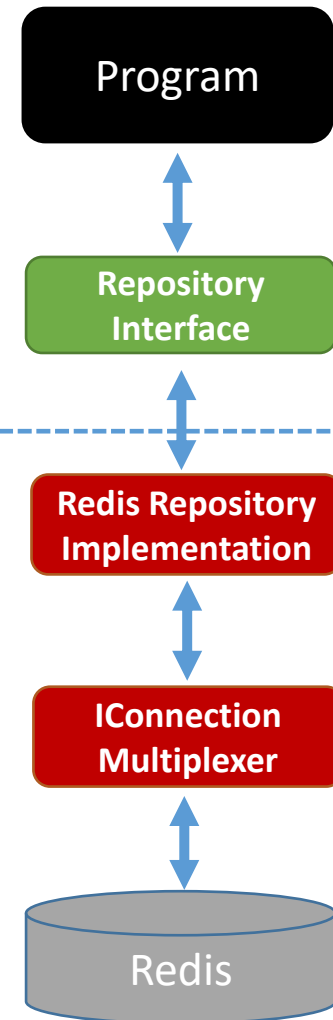 Program
Repository
Interface
Redis Repository
Implementation
IConnection
Multiplexer
Redis